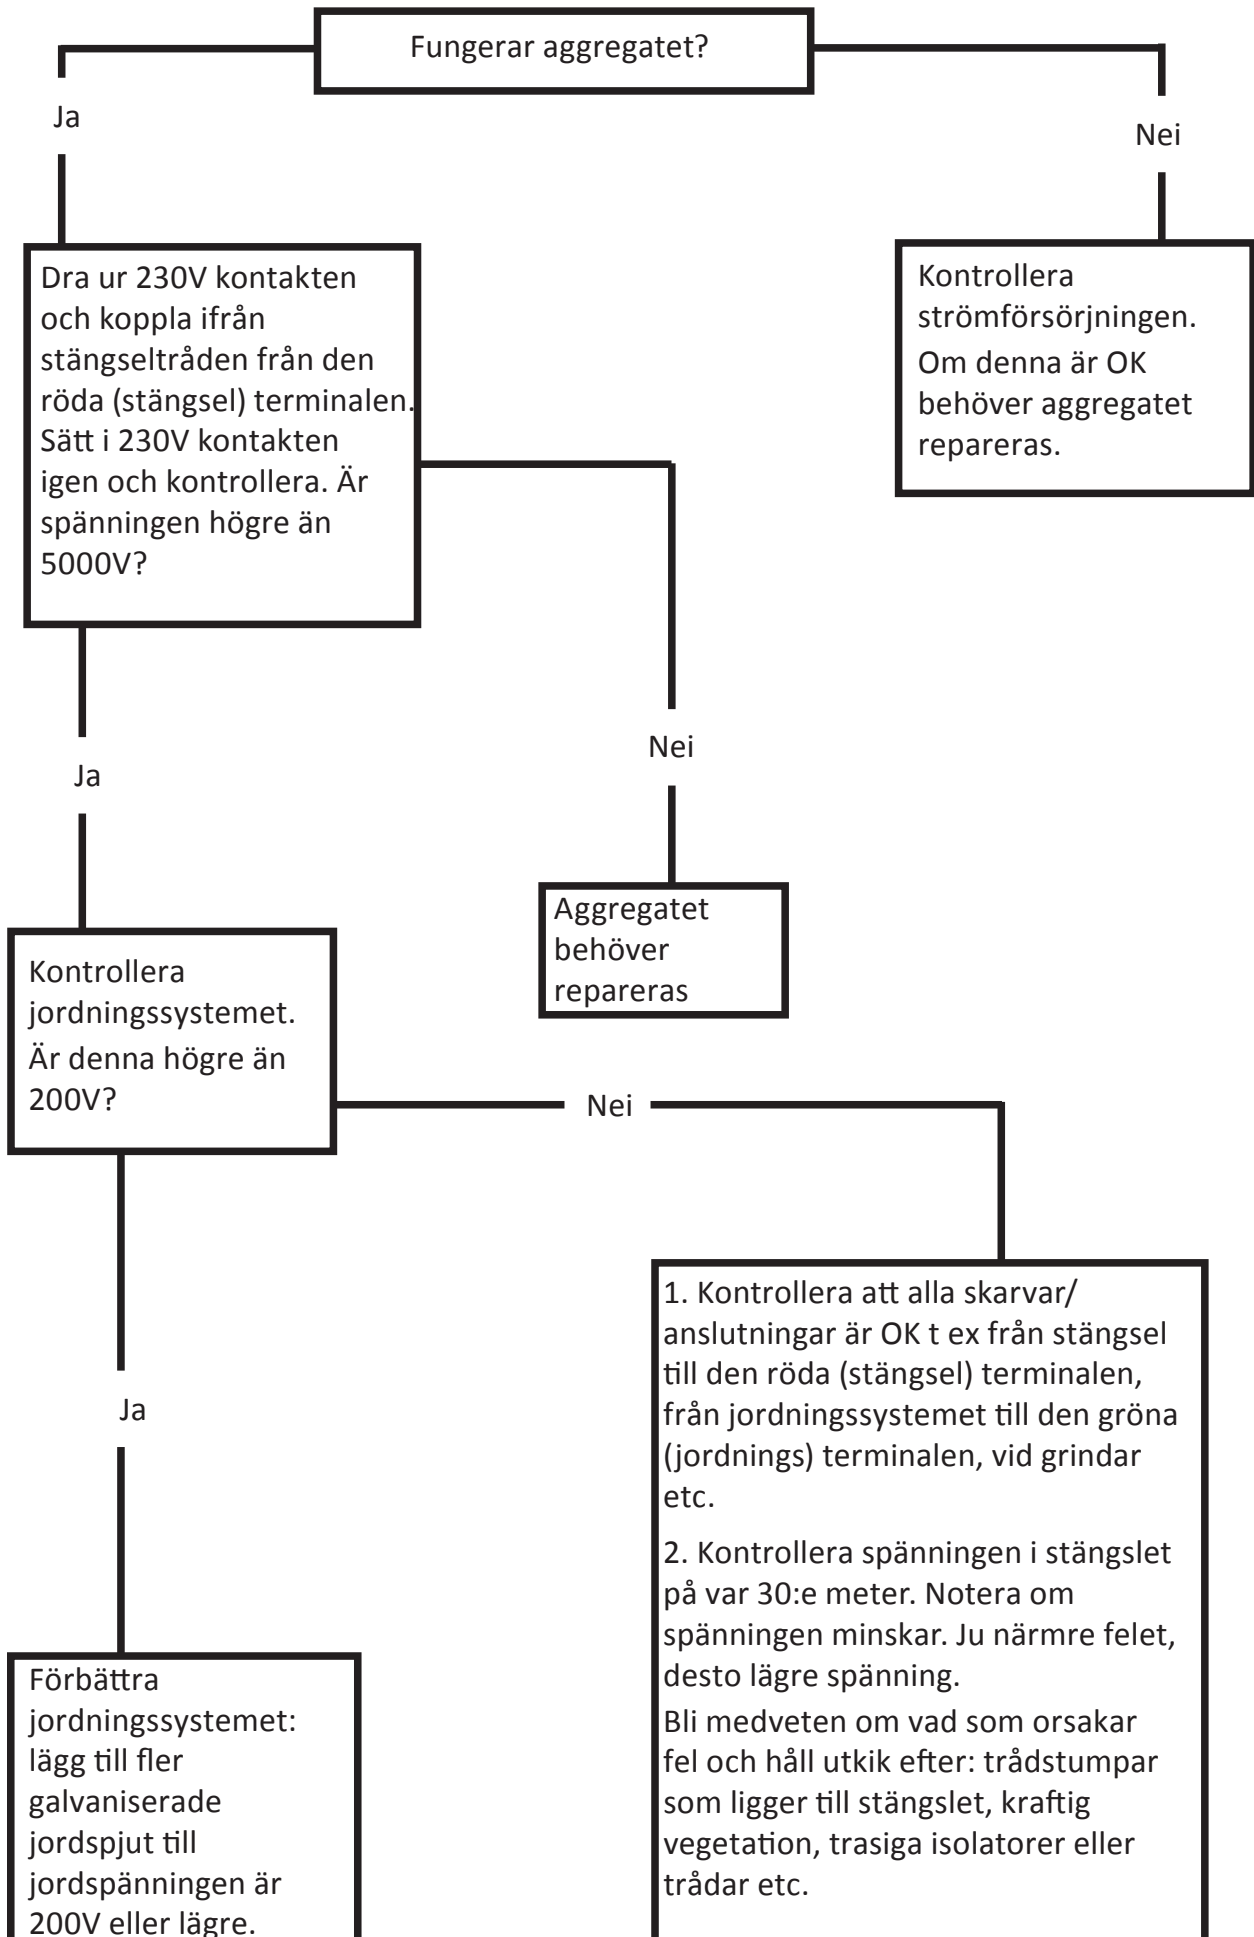 Fungerar aggregatet?
Ja
Nei
Dra ur 230V kontakten
och koppla ifrån
stängseltråden från den
röda (stängsel) terminalen.
Sätt i 230V kontakten
igen och kontrollera. Är
spänningen högre än
5000V?
Kontrollera
strömförsörjningen.
Om denna är OK
behöver aggregatet
repareras.
Ja
Nei
Aggregatet
behöver
repareras
Kontrollera
jordningssystemet.
Är denna högre än
200V?
Nei
Ja
1. Kontrollera att alla skarvar/
anslutningar är OK t ex från stängsel
till den röda (stängsel) terminalen,
från jordningssystemet till den gröna
(jordnings) terminalen, vid grindar
etc.
2. Kontrollera spänningen i stängslet
på var 30:e meter. Notera om
spänningen minskar. Ju närmre felet,
desto lägre spänning.
Bli medveten om vad som orsakar
fel och håll utkik efter: trådstumpar
som ligger till stängslet, kraftig
vegetation, trasiga isolatorer eller
trådar etc.
Förbättra
jordningssystemet:
lägg till fler
galvaniserade
jordspjut till
jordspänningen är
200V eller lägre.